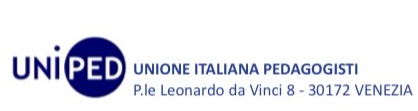 UNIPED
UNIONE ITALIANA PEDAGOGISTI
P.le Leonardo da Vinci 8 - 30172 VENEZIA